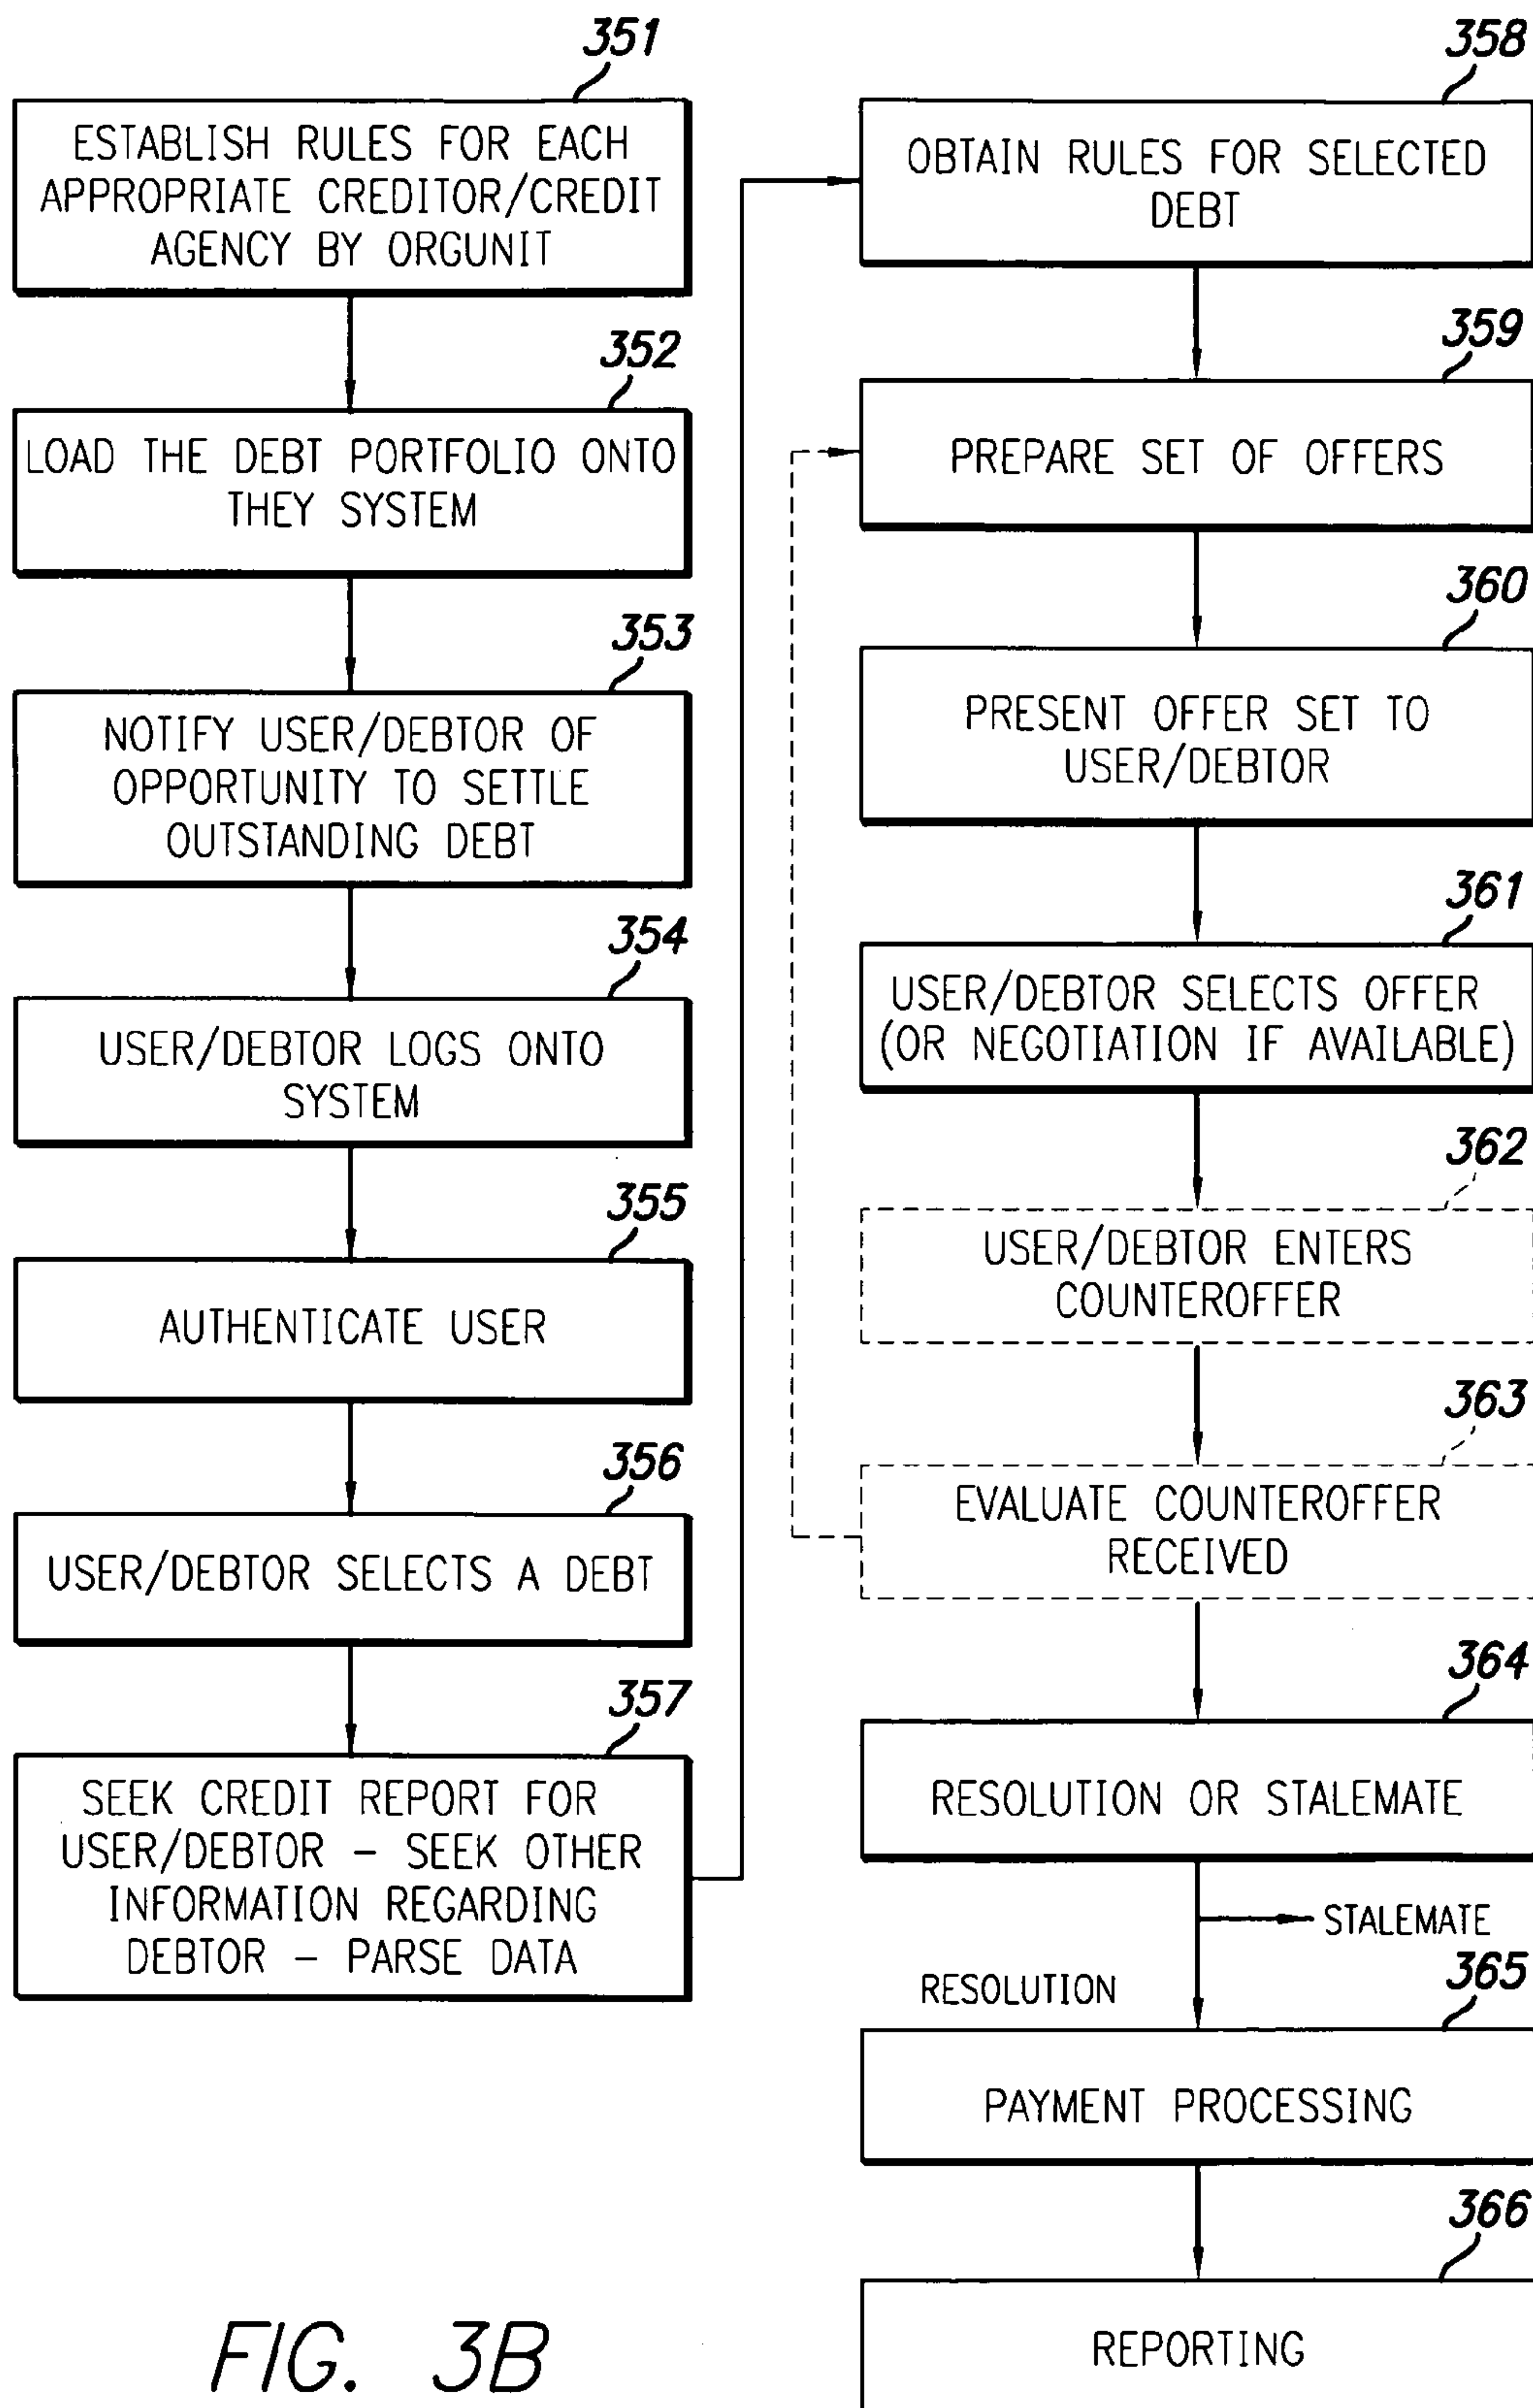 351
ESTABLISH RULES FOR EACH
APPROPRIATE CREDITOR/CREDIT
AGENCY BY ORGUNIT
352
LOAD THE DEBT PORTFOLIO ONTO
THEY SYSTEM
353
NOTIFY USER/DEBTOR OF
OPPORTUNITY TO SETTLE
OUTSTANDING DEBT
354
USER/DEBTOR LOGS ONTO
SYSTEM
355
AUTHENTICATE USER
356
USER/DEBTOR SELECTS A DEBT
357
SEEK CREDIT REPORT FOR
USER/DEBTOR – SEEK OTHER
INFORMATION REGARDING
DEBTOR – PARSE DATA
358
OBTAIN RULES FOR SELECTED
DEBT
359
PREPARE SET OF OFFERS
360
PRESENT OFFER SET TO
USER/DEBTOR
361
USER/DEBTOR SELECTS OFFER
(OR NEGOTIATION IF AVAILABLE)
362
USER/DEBTOR ENTERS
COUNTEROFFER
363
EVALUATE COUNTEROFFER
RECEIVED
364
RESOLUTION OR STALEMATE
STALEMATE
RESOLUTION
365
PAYMENT PROCESSING
366
REPORTING
FIG. 3B